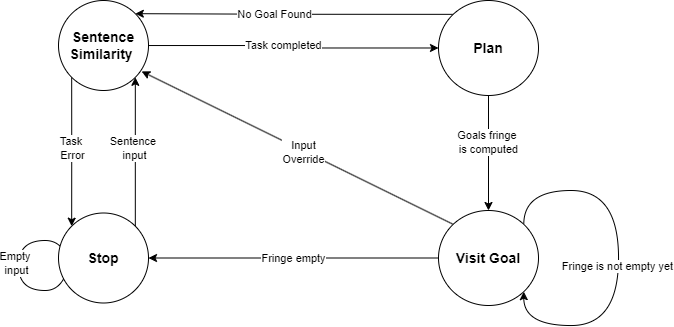 No Goal Found
Sentence
Similarity
Task completed
Plan
Task
Error
Sentence
input
Input
Override
Goals fringe
is computed
Empty
input
Stop
Fringe empty
Visit Goal
Fringe is not empty yet